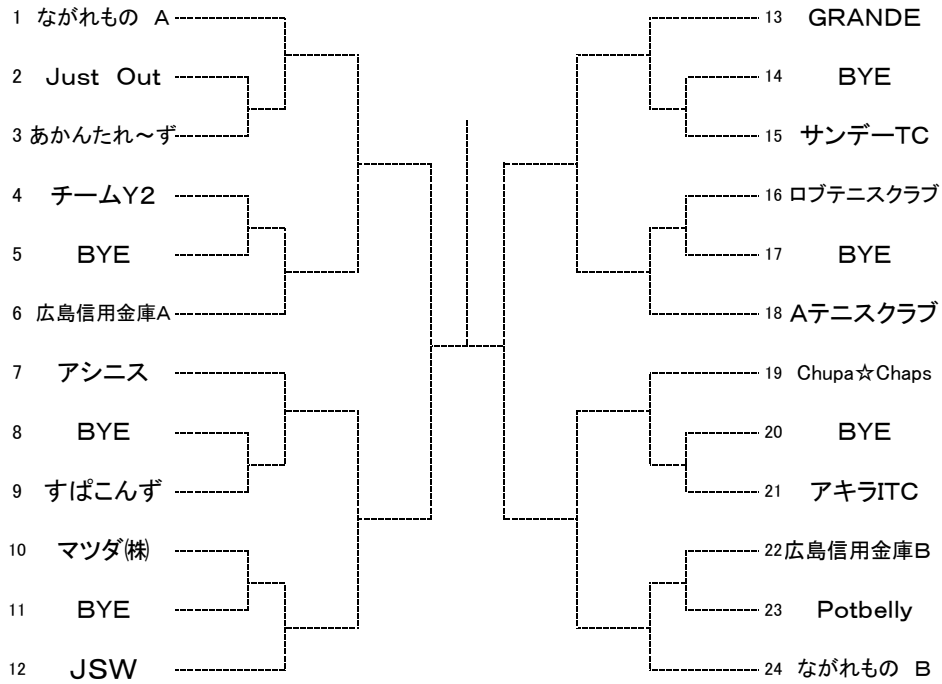 1 ながれもの A
2 Just Out
3 あかんたれ～ず
4 チームY2
5 BYE
6 広島信用金庫A
7 アシニス
8 BYE
9 すぱこんず
10 マツダ㈱
11 BYE
12 JSW
13 GRANDE
14 BYE
15 サンデーTC
16 ロブテニスクラブ
17 BYE
18 Aテニスクラブ
19 Chupa☆Chaps
20 BYE
21 アキラITC
22 広島信用金庫B
23 Potbelly
24 ながれもの B